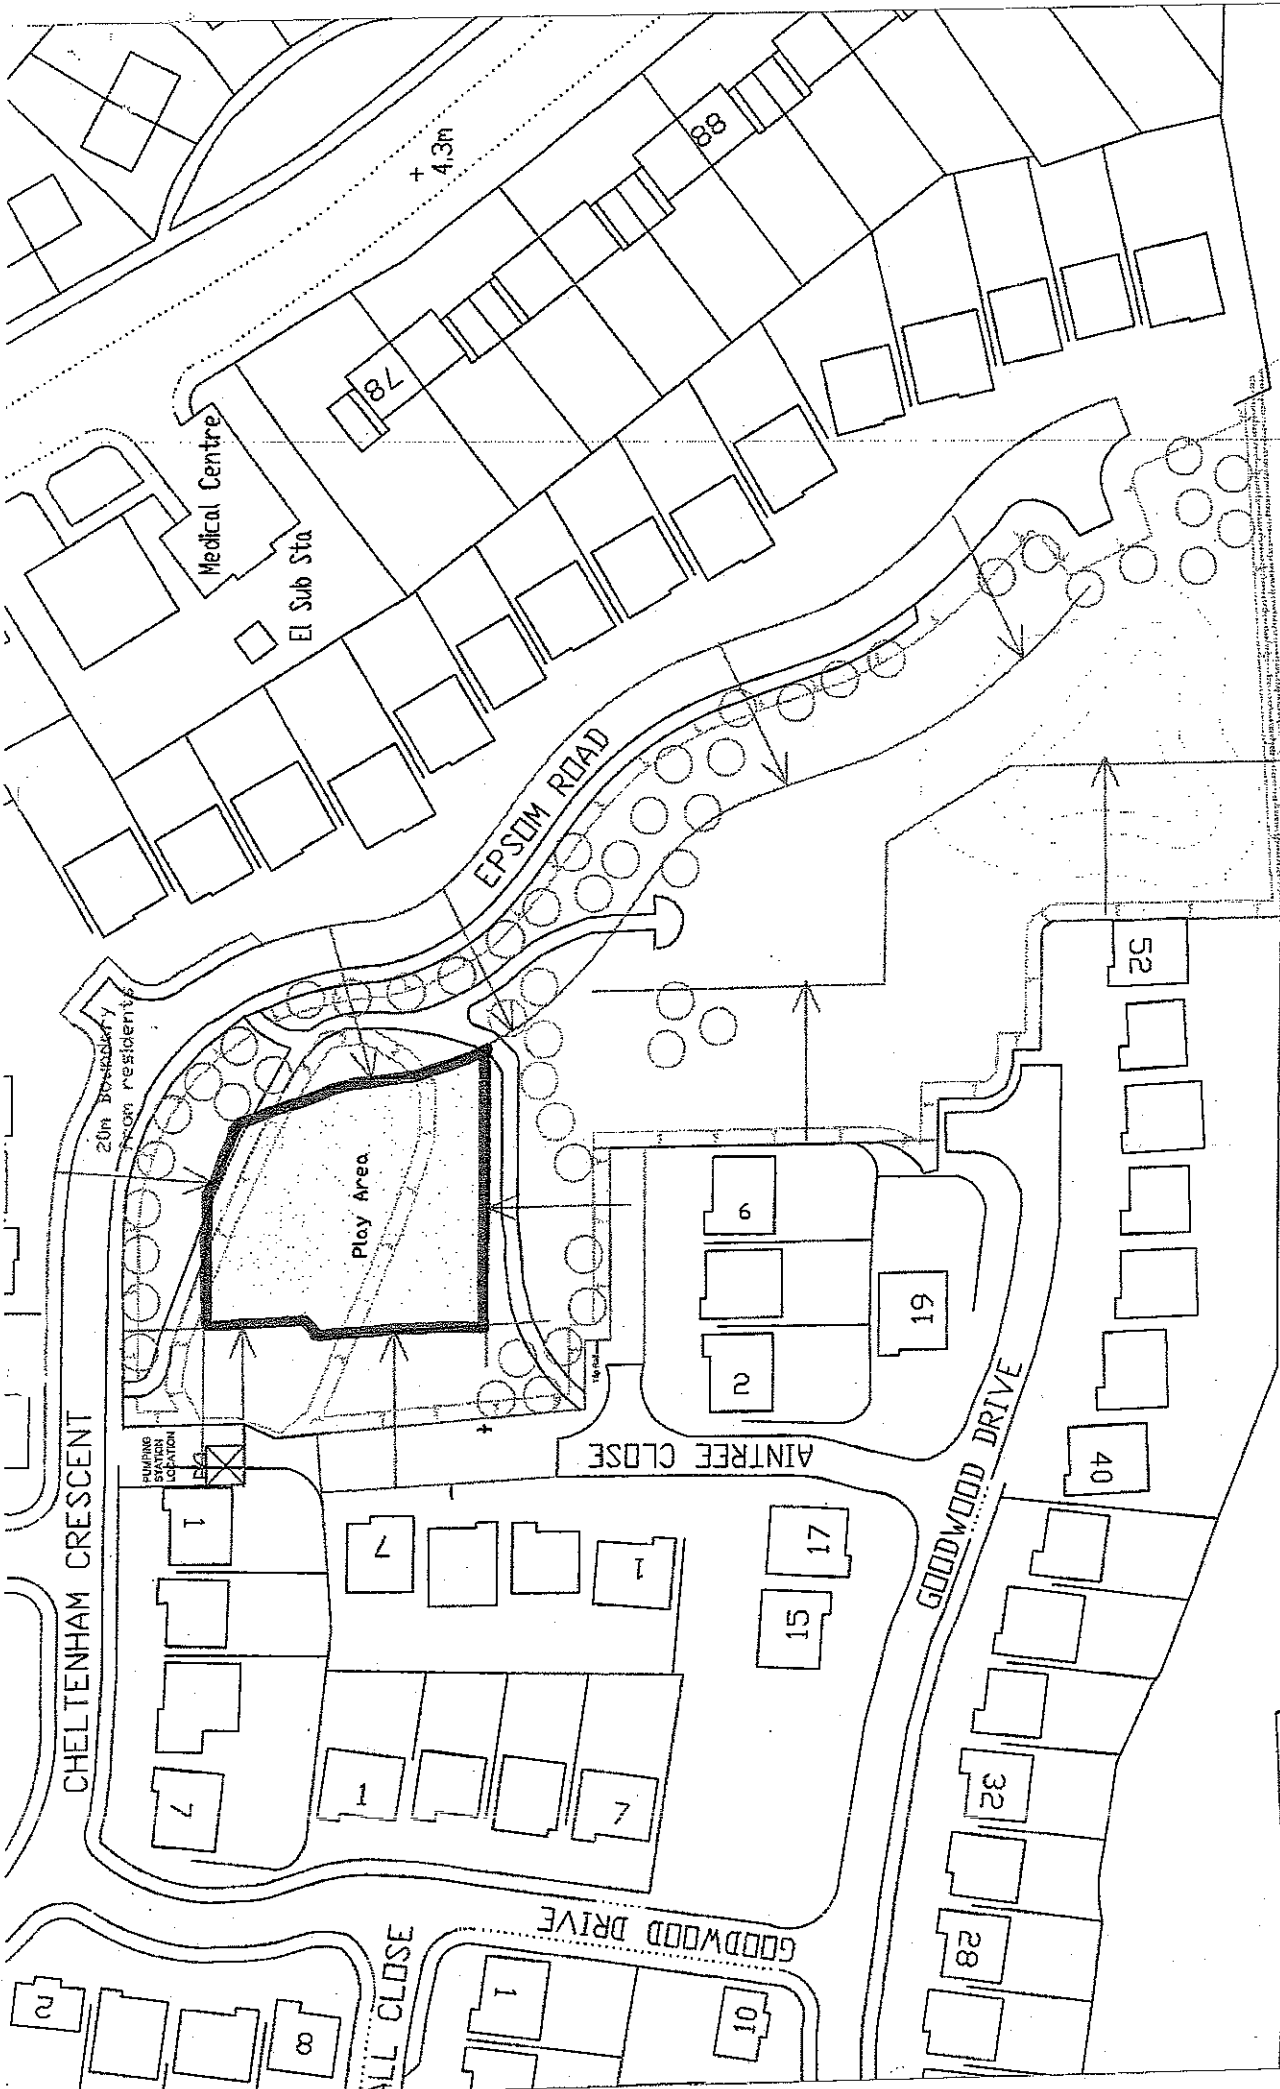 4.3m
+
88
78
Medical Centre
El Sub Sta
EPSOM ROAD
20m Boundary
from residents
Play Area
52
6
19
2
PUMPING
STATION
LOCATION
CHELTENHAM CRESCENT
AINTREE CLOSE
GOODWOOD DRIVE
40
1
7
1
17
15
7
1
7
32
28
GOODWOOD DRIVE
ALL CLOSE
2
8
1
10